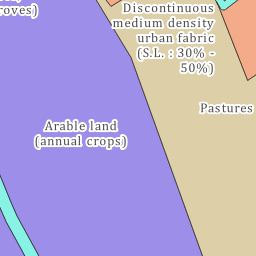 roves)
Discontinuous
medium density
urban fabric
(S.L. : 30% -
50%)
Pastures
Arable land
(annual crops)